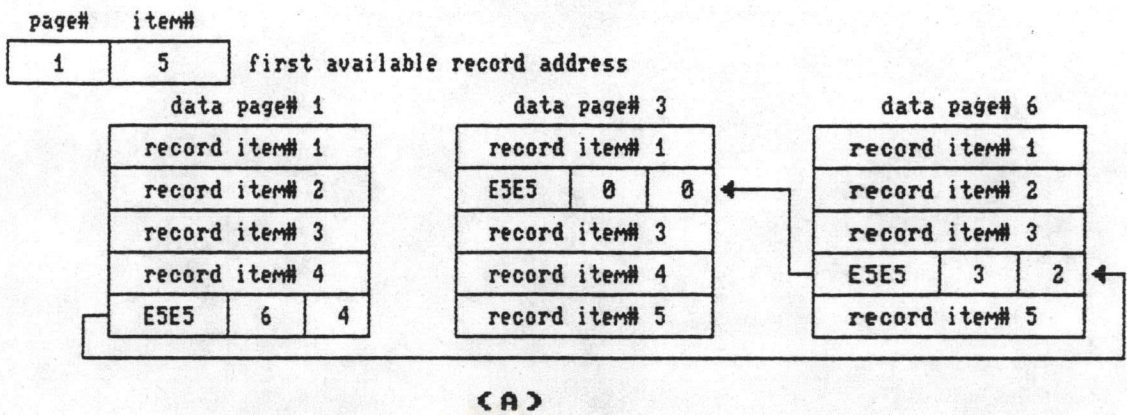 page# item#
1 5 first available record address
data page# 1 data page# 3 data page# 6
record item# 1 record item# 1 record item# 1
record item# 2 E5E5 0 0 record item# 2
record item# 3 record item# 3 record item# 3
record item# 4 record item# 4 E5E5 3 2
E5E5 6 4 record item# 5 record item# 5
(A)